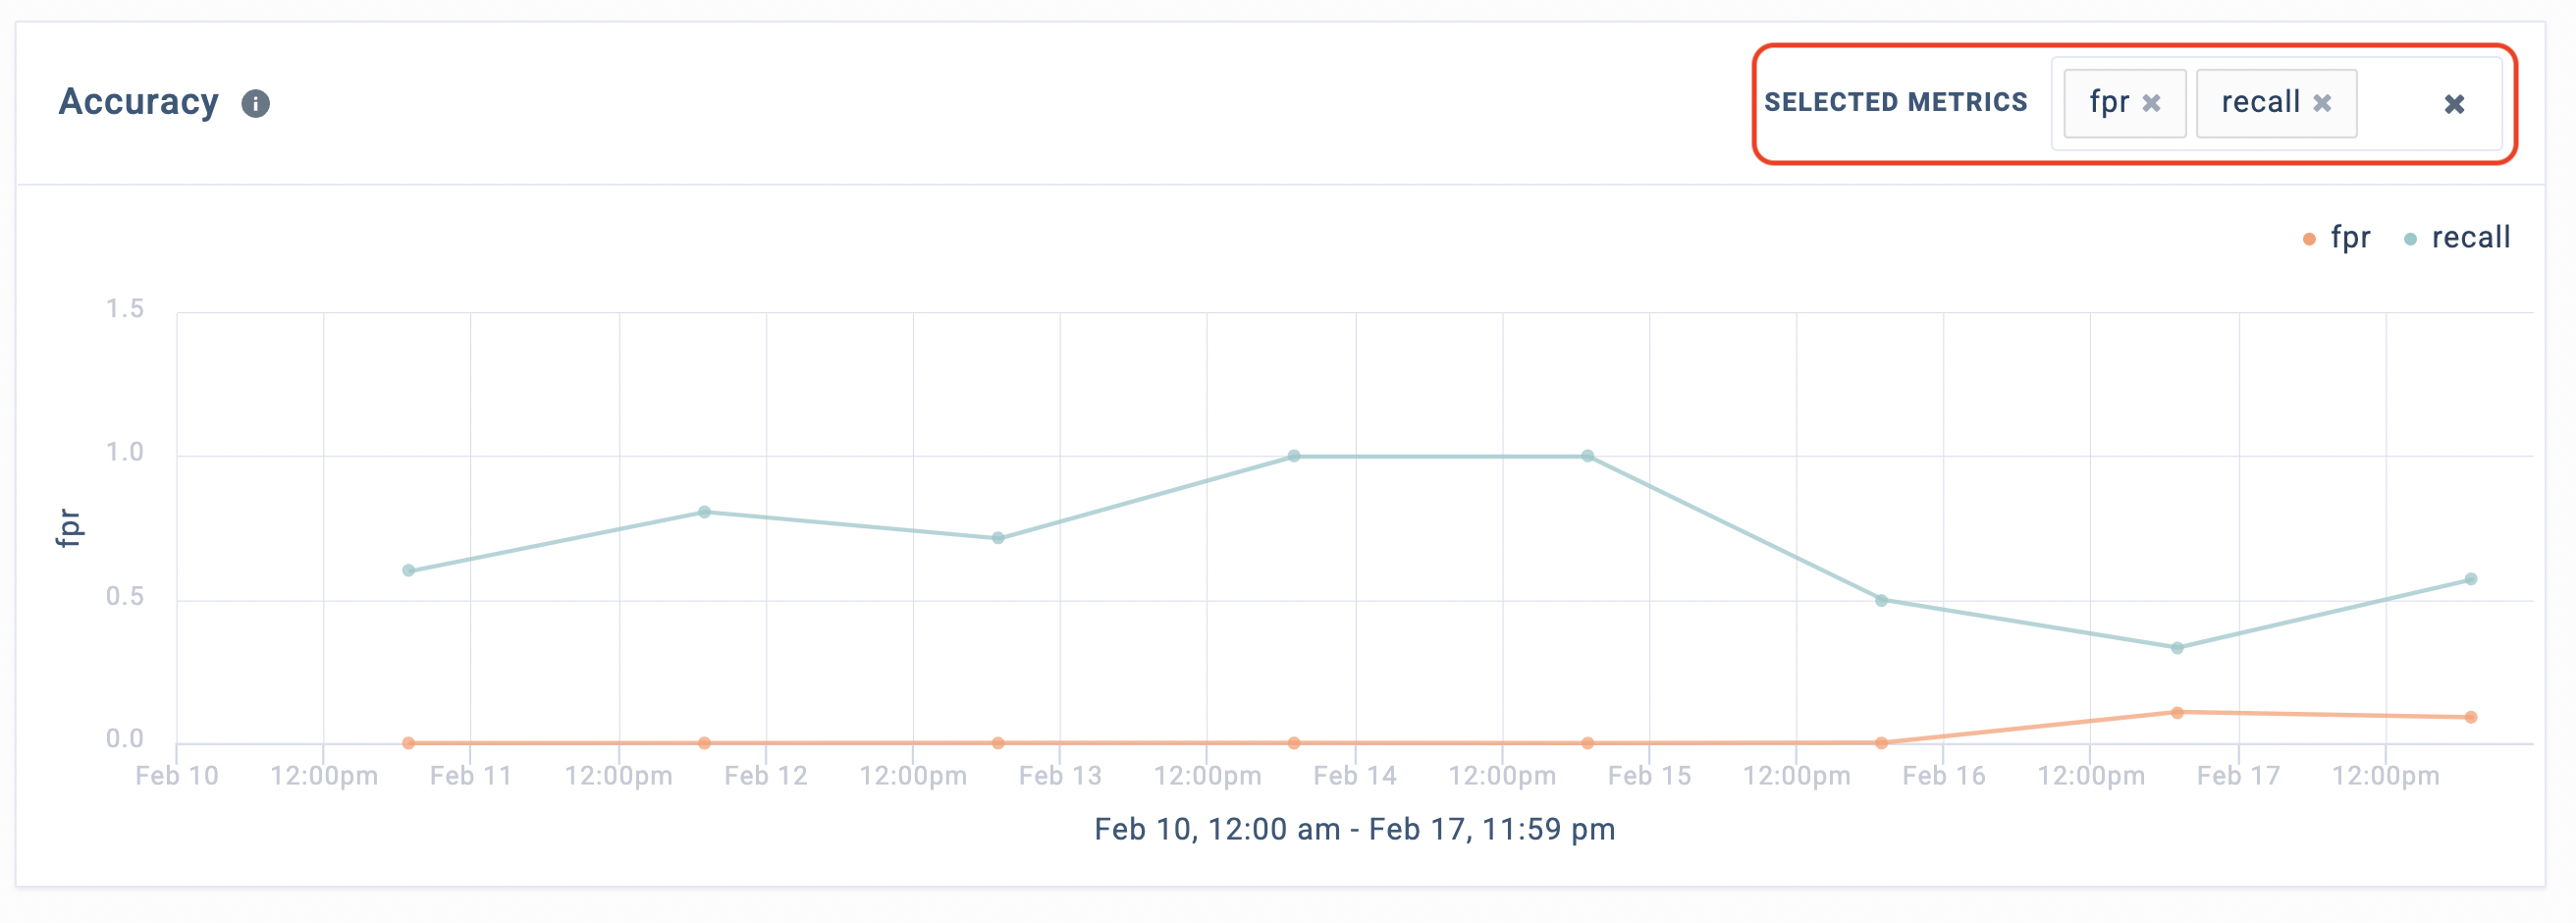 Accuracy
SELECTED METRICS fpr recall
fpr recall
1.5
1.0
0.5
0.0
fpr
Feb 10 12:00pm Feb 11 12:00pm Feb 12 12:00pm Feb 13 12:00pm Feb 14 12:00pm Feb 15 12:00pm Feb 16 12:00pm Feb 17 12:00pm
Feb 10, 12:00 am - Feb 17, 11:59 pm